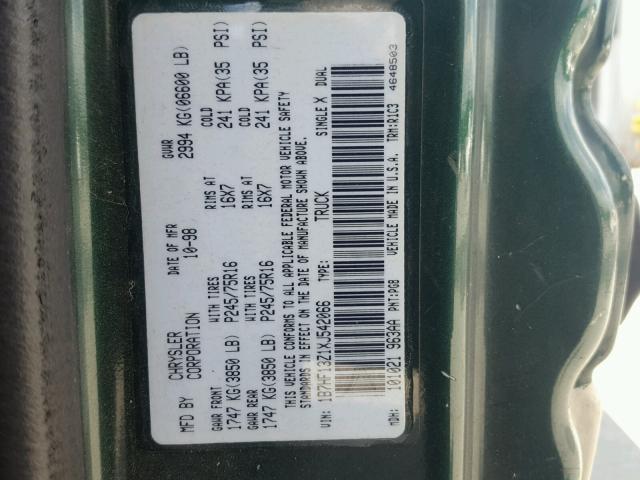 MFD BY CHRYSLER CORPORATION DATE OF MFR 10-98 GVWR 2994 KG(06600 LB)
GAWR FRONT WITH TIRES RIMS AT COLD
1747 KG(3850 LB) P245/75R16 16X7 241 KPA(35 PSI)
GAWR REAR WITH TIRES RIMS AT COLD
1747 KG(3850 LB) P245/75R16 16X7 241 KPA(35 PSI)
THIS VEHICLE CONFORMS TO ALL APPLICABLE FEDERAL MOTOR VEHICLE SAFETY
STANDARDS IN EFFECT ON THE DATE OF MANUFACTURE SHOWN ABOVE.
VIN: 1B7HF13Z1XJ542066 TYPE: TRUCK SINGLE X DUAL
MDH: 101021 963AA PNT:PGB VEHICLE MADE IN U.S.A. TRM:R1C3
4648503